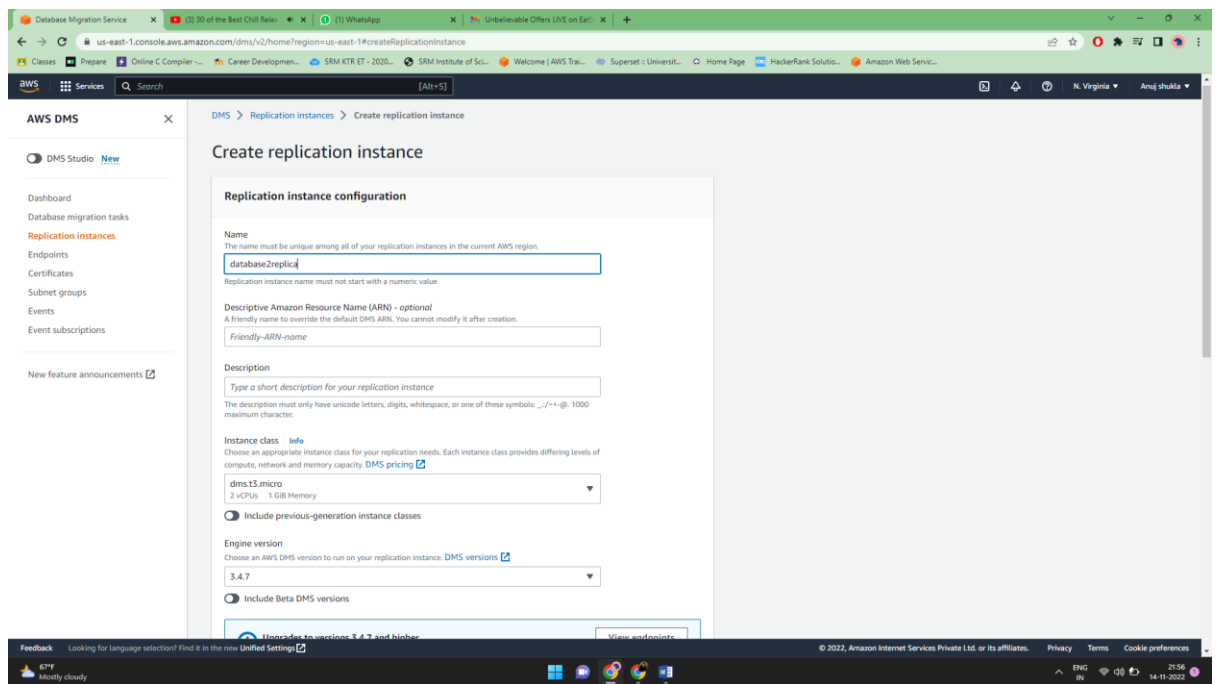 Database Migration Service
(3) 30 of the Best Chill Relax
(1) WhatsApp
Unbelievable Offers LIVE on EatS
us-east-1.console.aws.amazon.com/dms/v2/home?region=us-east-1#createReplicationInstance
Classes Prepare Online C Compiler -... Career Developmen... SRM KTR ET - 2020... SRM Institute of Sci... Welcome | AWS Trai... Superset :: Universit... Home Page HackerRank Solutio... Amazon Web Servic...
aws Services Search [Alt+S] N. Virginia Anuj shukla
AWS DMS
DMS Studio New
Dashboard
Database migration tasks
Replication instances
Endpoints
Certificates
Subnet groups
Events
Event subscriptions
New feature announcements
DMS > Replication instances > Create replication instance
Create replication instance
Replication instance configuration
Name
The name must be unique among all of your replication instances in the current AWS region.
database2replica
Replication instance name must not start with a numeric value
Descriptive Amazon Resource Name (ARN) - optional
A friendly name to override the default DMS ARN. You cannot modify it after creation.
Friendly-ARN-name
Description
Type a short description for your replication instance
The description must only have unicode letters, digits, whitespace, or one of these symbols: _.:/=+-@. 1000
maximum character.
Instance class Info
Choose an appropriate instance class for your replication needs. Each instance class provides differing levels of
compute, network and memory capacity. DMS pricing
dms.t3.micro
2 vCPUs 1 GiB Memory
Include previous-generation instance classes
Engine version
Choose an AWS DMS version to run on your replication instance. DMS versions
3.4.7
Include Beta DMS versions
Upgrades to versions 3.4.7 and higher
View endpoints
Feedback Looking for language selection? Find it in the new Unified Settings © 2022, Amazon Internet Services Private Ltd. or its affiliates. Privacy Terms Cookie preferences
67°F
Mostly cloudy
ENG
IN
21:56
14-11-2022